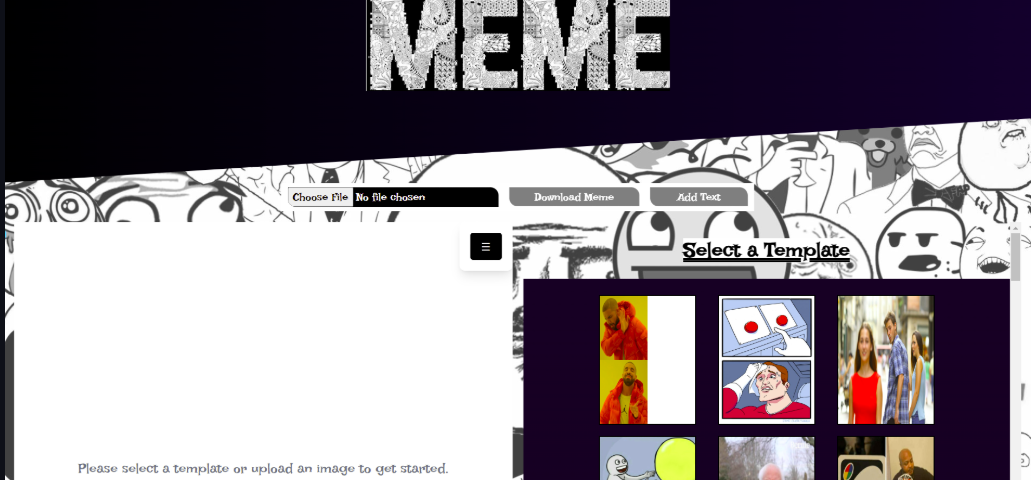 MEME
Choose File No file chosen
Download Meme
Add Text
☰
Select a Template
Please select a template or upload an image to get started.